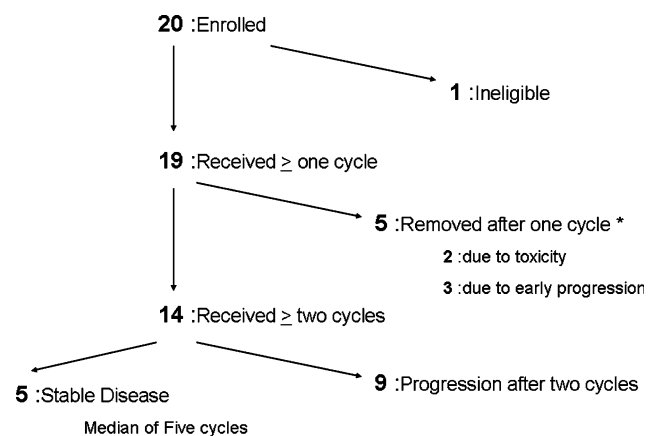 20 :Enrolled
1 :Ineligible
19 :Received ≥ one cycle
5 :Removed after one cycle *
2 :due to toxicity
3 :due to early progression
14 :Received ≥ two cycles
5 :Stable Disease
9 :Progression after two cycles
Median of Five cycles